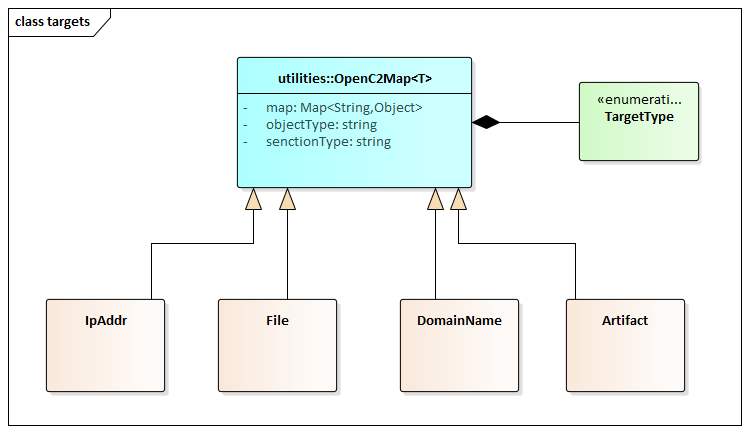 class targets
utilities::OpenC2Map<T>
- map: Map<String,Object>
- objectType: string
- senctionType: string
«enumerati...
TargetType
IpAddr
File
DomainName
Artifact